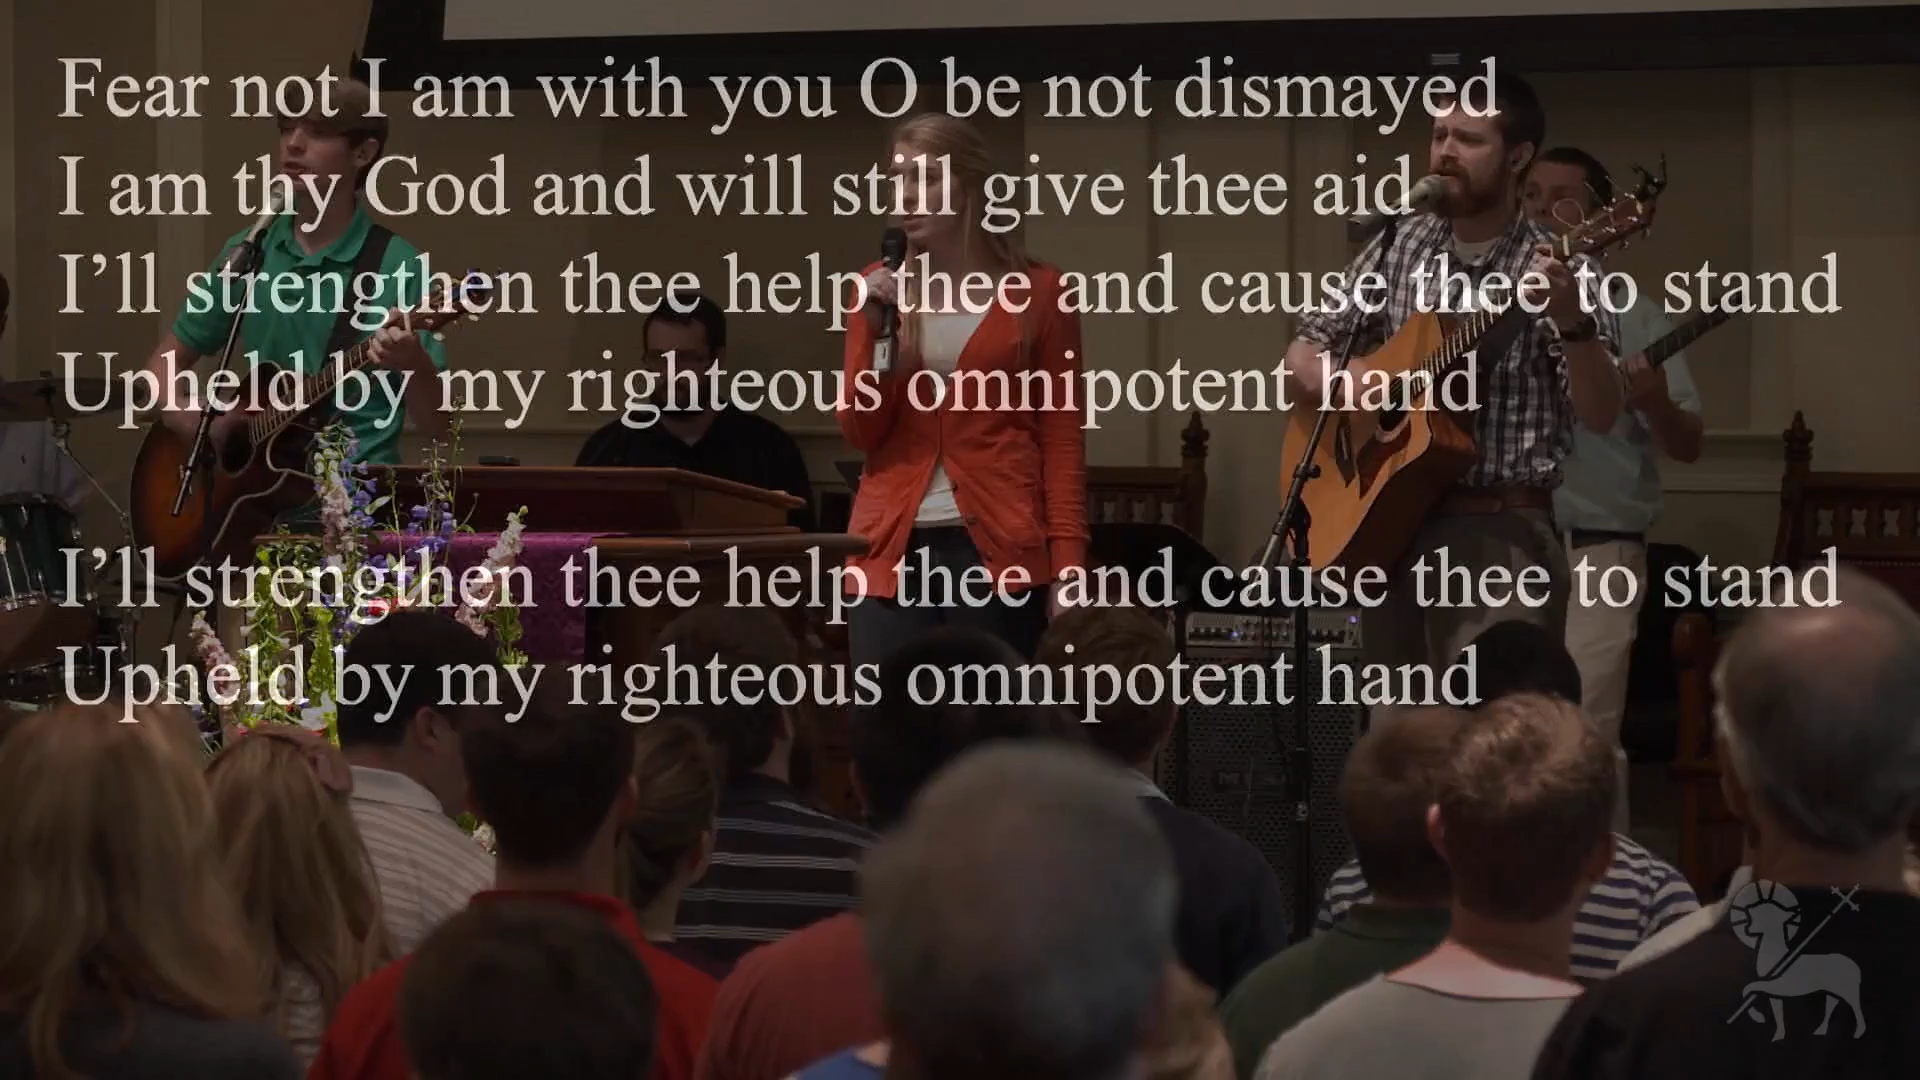 Fear not I am with you O be not dismayed
I am thy God and will still give thee aid
I’ll strengthen thee help thee and cause thee to stand
Upheld by my righteous omnipotent hand
I’ll strengthen thee help thee and cause thee to stand
Upheld by my righteous omnipotent hand